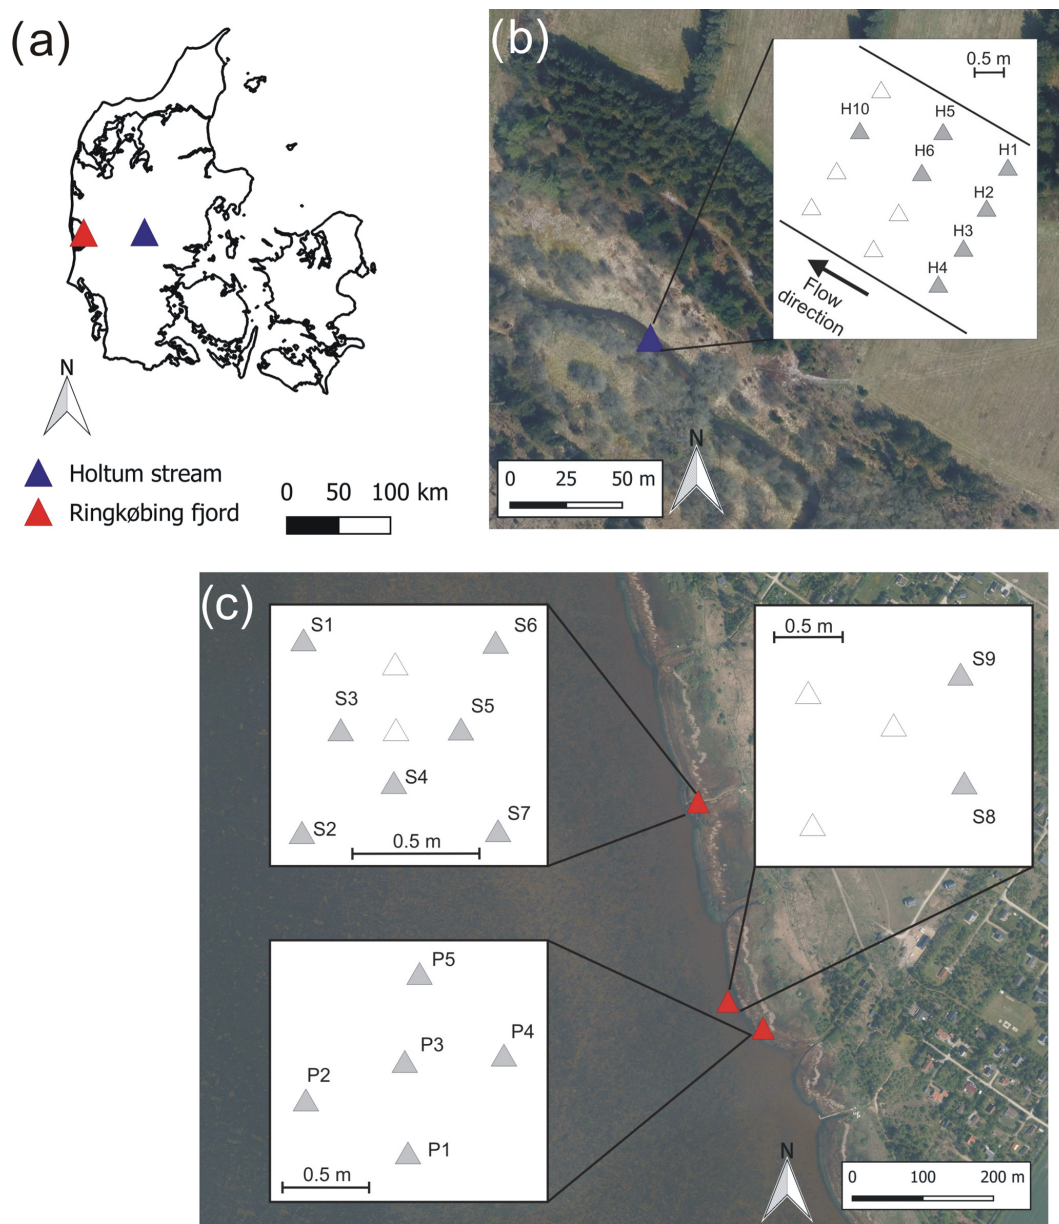 (a)
N
Holtum stream
Ringkøbing fjord
0 50 100 km
(b)
0.5 m
H10
H5
H6
H1
H2
H3
H4
Flow
direction
N
0 25 50 m
(c)
S1
S6
S3
S5
S4
S2
S7
0.5 m
0.5 m
S9
S8
P5
P3
P4
P2
P1
0.5 m
N
0 100 200 m